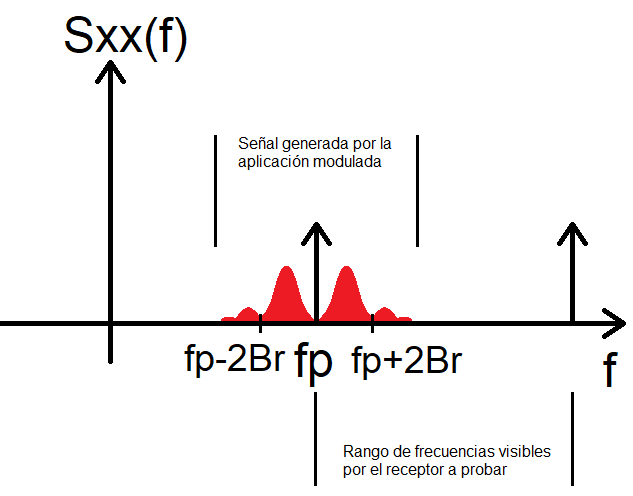 Sxx(f)
Señal generada por la
aplicación modulada
fp-2Br fp fp+2Br
f
Rango de frecuencias visibles
por el receptor a probar